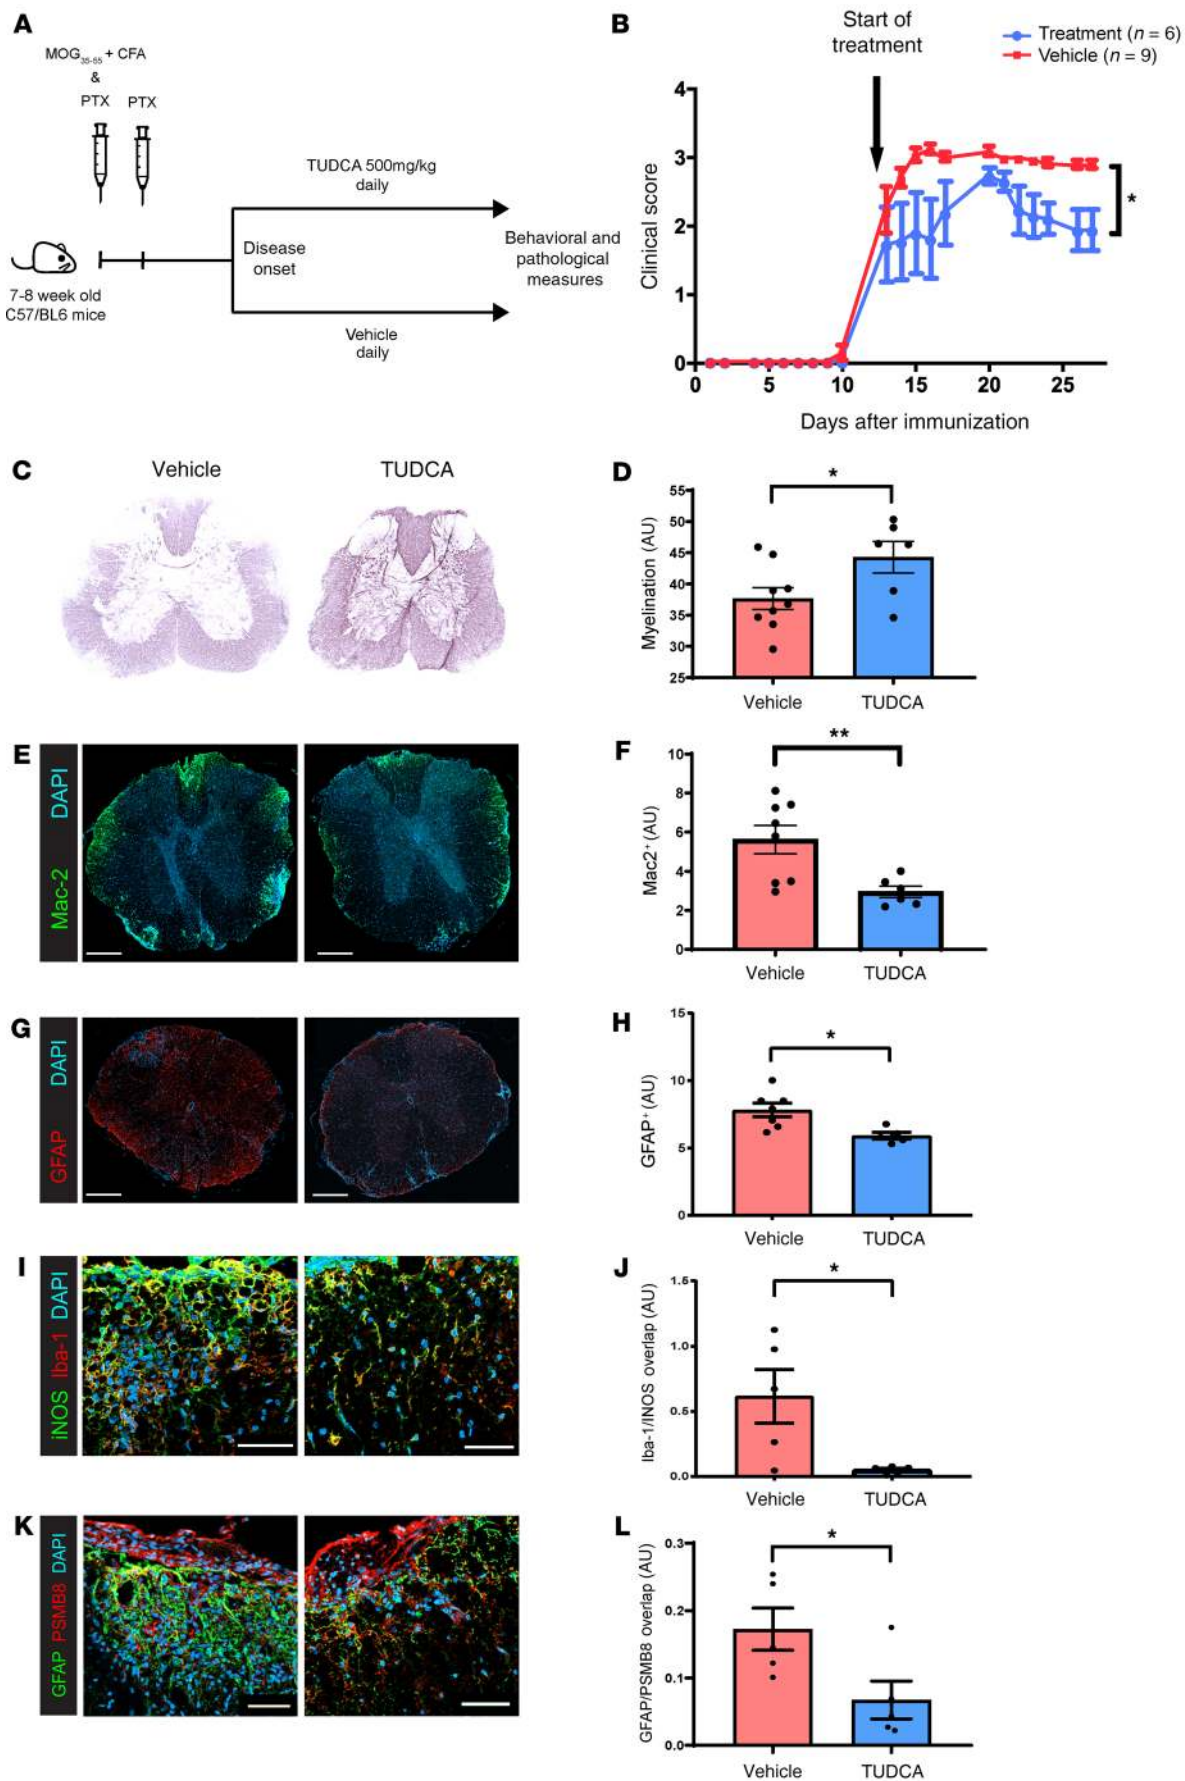 A
MOG35-55 + CFA
&
PTX PTX
7-8 week old
C57/BL6 mice
Disease
onset
TUDCA 500mg/kg
daily
Vehicle
daily
Behavioral and
pathological
measures
B
Start of
treatment
Treatment (n = 6)
Vehicle (n = 9)
Clinical score
4
3
2
1
0
0 5 10 15 20 25
Days after immunization
*
C
Vehicle TUDCA
D
*
Myelination (AU)
55
50
45
40
35
30
25
Vehicle TUDCA
E
Mac-2 DAPI
F
**
Mac2+ (AU)
10
8
6
4
2
0
Vehicle TUDCA
G
GFAP DAPI
H
*
GFAP+ (AU)
15
10
5
0
Vehicle TUDCA
I
iNOS Iba-1 DAPI
J
*
Iba-1/iNOS overlap (AU)
1.5
1.0
0.5
0.0
Vehicle TUDCA
K
GFAP PSMB8 DAPI
L
*
GFAP/PSMB8 overlap (AU)
0.3
0.2
0.1
0.0
Vehicle TUDCA